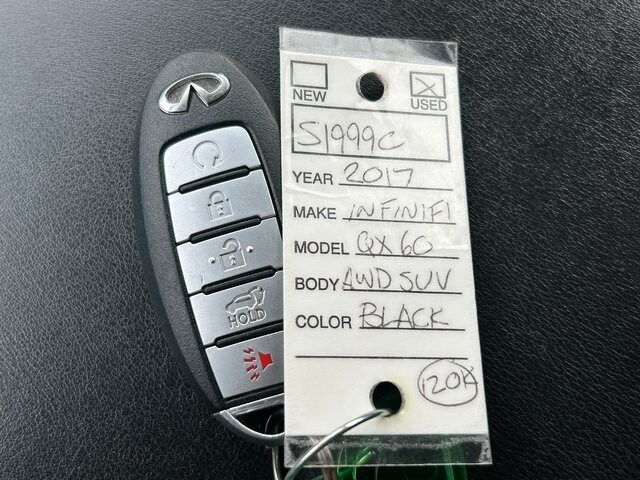 NEW
USED
S1999C
YEAR 2017
MAKE INFINIFI
MODEL QX60
BODY AWD SUV
COLOR BLACK
120K
HOLD